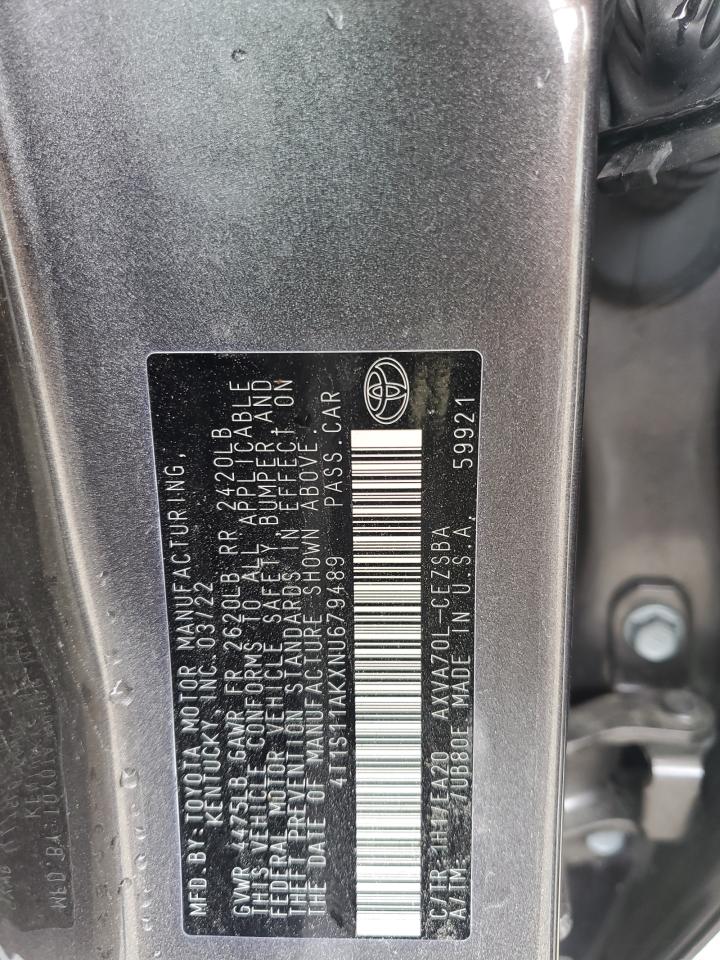 MFD.BY:TOYOTA MOTOR MANUFACTURING,
KENTUCKY, INC. 03/22
GVWR 4475LB GAWR FR 2620LB RR 2420LB
THIS VEHICLE CONFORMS TO ALL APPLICABLE
FEDERAL MOTOR VEHICLE SAFETY, BUMPER, AND
THEFT PREVENTION STANDARDS IN EFFECT ON
THE DATE OF MANUFACTURE SHOWN ABOVE.
4T1S11AKXNU679489 PASS.CAR
C/TR: 1H1/EA20 AXVA70L-CEZSBA
A/TM: -/UB80E MADE IN U.S.A. 59921